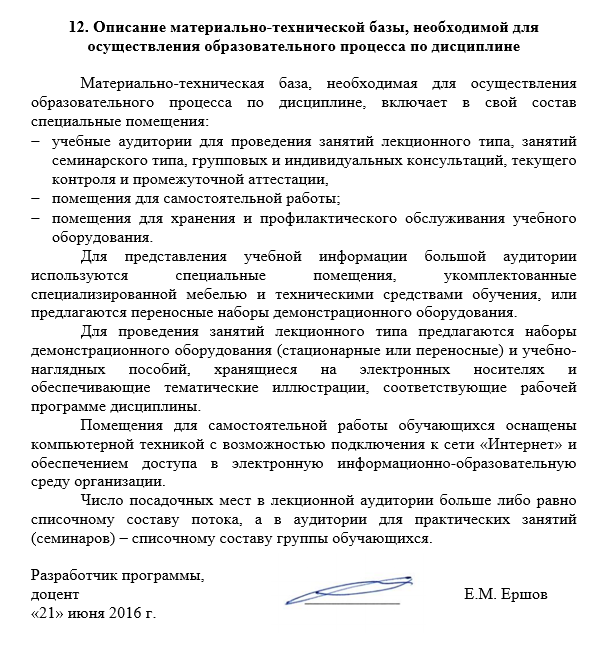 12. Описание материально-технической базы, необходимой для
осуществления образовательного процесса по дисциплине
Материально-техническая база, необходимая для осуществления
образовательного процесса по дисциплине, включает в свой состав
специальные помещения:
– учебные аудитории для проведения занятий лекционного типа, занятий
семинарского типа, групповых и индивидуальных консультаций, текущего
контроля и промежуточной аттестации,
– помещения для самостоятельной работы;
– помещения для хранения и профилактического обслуживания учебного
оборудования.
Для представления учебной информации большой аудитории
используются специальные помещения, укомплектованные
специализированной мебелью и техническими средствами обучения, или
предлагаются переносные наборы демонстрационного оборудования.
Для проведения занятий лекционного типа предлагаются наборы
демонстрационного оборудования (стационарные или переносные) и учебно-
наглядных пособий, хранящиеся на электронных носителях и
обеспечивающие тематические иллюстрации, соответствующие рабочей
программе дисциплины.
Помещения для самостоятельной работы обучающихся оснащены
компьютерной техникой с возможностью подключения к сети «Интернет» и
обеспечением доступа в электронную информационно-образовательную
среду организации.
Число посадочных мест в лекционной аудитории больше либо равно
списочному составу потока, а в аудитории для практических занятий
(семинаров) – списочному составу группы обучающихся.
Разработчик программы,
доцент Е.М. Ершов
«21» июня 2016 г.